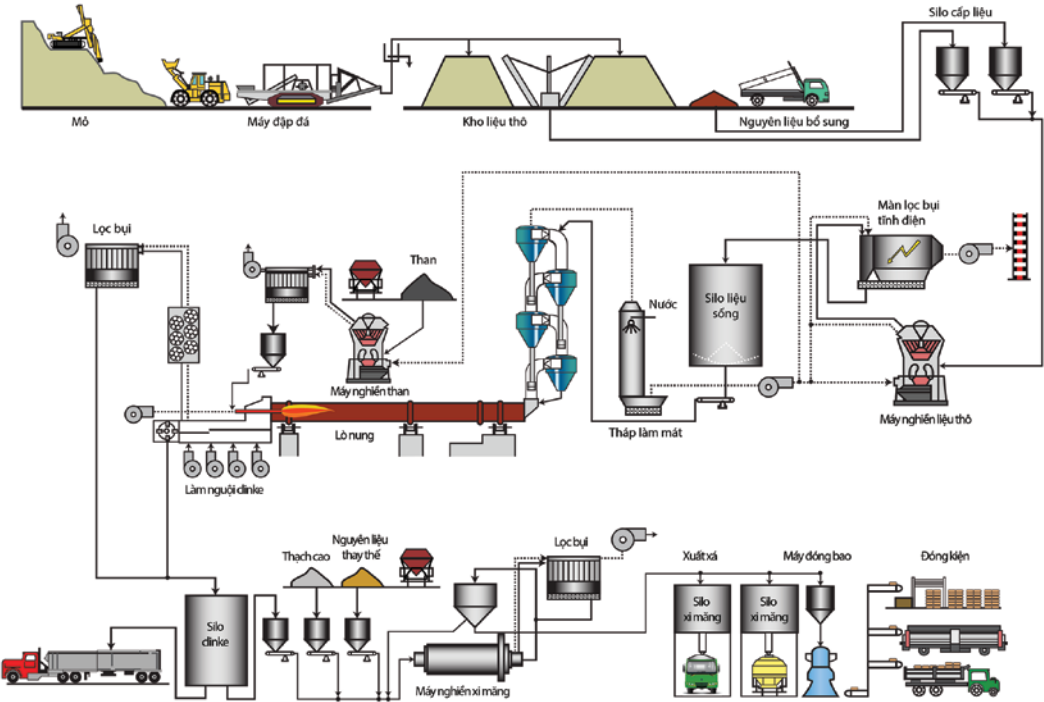 Silo cấp liệu
Mỏ
Máy đập đá
Kho liệu thô
Nguyên liệu bổ sung
Lọc bụi
Than
Nước
Silo liệu
sống
Màn lọc bụi
tĩnh điện
Máy nghiền than
Lò nung
Tháp làm mát
Máy nghiền liệu thô
Làm nguội clinke
Thạch cao
Nguyên liệu
thay thế
Lọc bụi
Xuất xá
Máy đóng bao
Đóng kiện
Silo
clinke
Silo
xi măng
Silo
xi măng
Máy nghiền xi măng